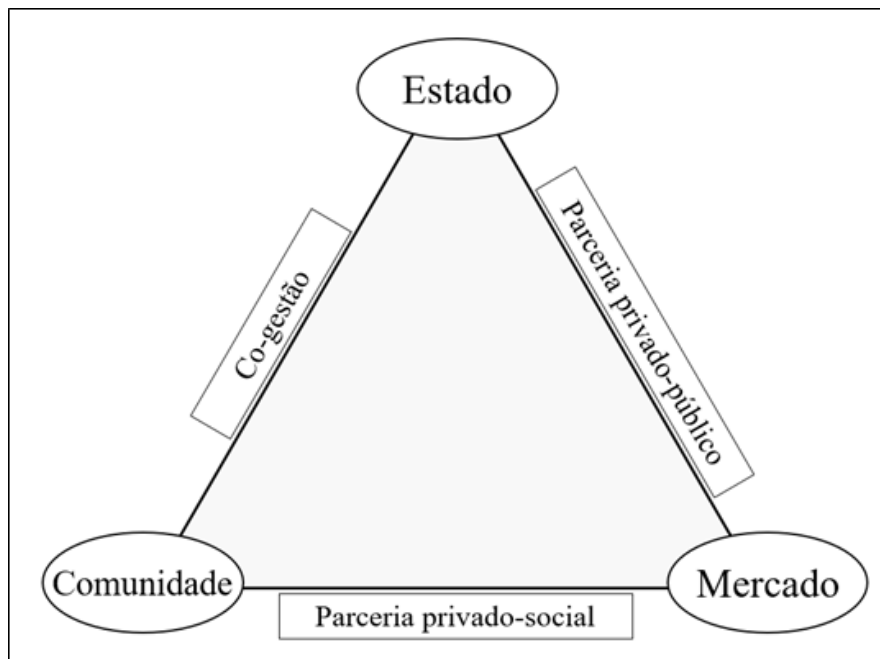 Estado
Co-gestão
Parceria privado-público
Comunidade
Mercado
Parceria privado-social